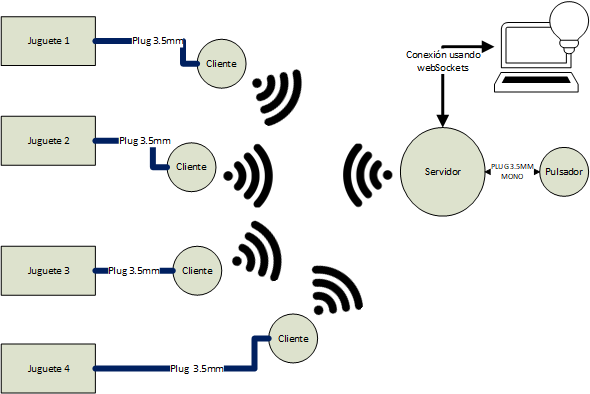 Juguete 1
Plug 3.5mm
Cliente
Conexión usando
webSockets
Juguete 2
Plug 3.5mm
Cliente
Servidor
PLUG 3.5MM
MONO
Pulsador
Juguete 3
Plug 3.5mm
Cliente
Cliente
Juguete 4
Plug 3.5mm